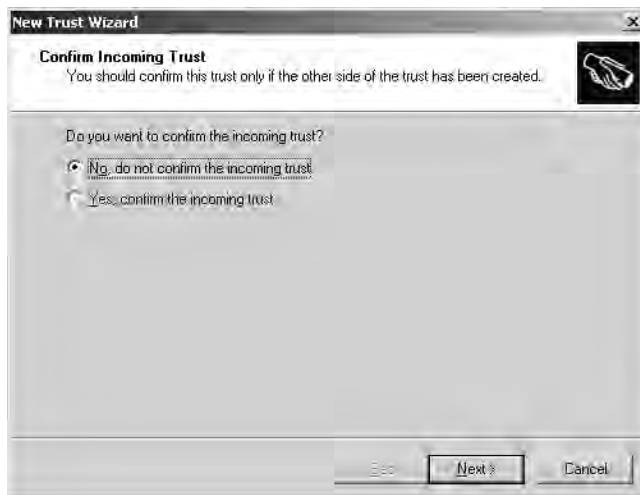 New Trust Wizard
Confirm Incoming Trust
You should confirm this trust only if the other side of the trust has been created.
Do you want to confirm the incoming trust?
No, do not confirm the incoming trust
Yes, confirm the incoming trust
Next >
Cancel